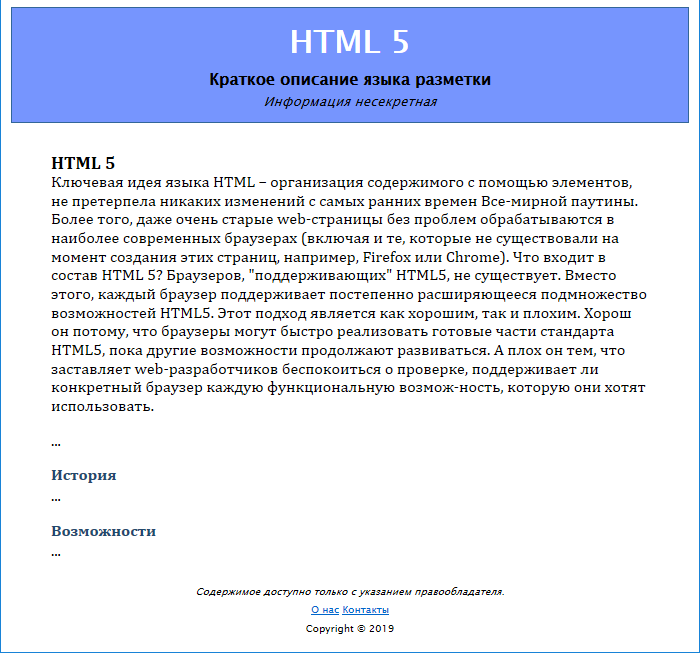 HTML 5
Краткое описание языка разметки
Информация несекретная
HTML 5
Ключевая идея языка HTML – организация содержимого с помощью элементов,
не претерпела никаких изменений с самых ранних времен Все-мирной паутины.
Более того, даже очень старые web-страницы без проблем обрабатываются в
наиболее современных браузерах (включая и те, которые не существовали на
момент создания этих страниц, например, Firefox или Chrome). Что входит в
состав HTML 5? Браузеров, "поддерживающих" HTML5, не существует. Вместо
этого, каждый браузер поддерживает постепенно расширяющееся подмножество
возможностей HTML5. Этот подход является как хорошим, так и плохим. Хорош
он потому, что браузеры могут быстро реализовать готовые части стандарта
HTML5, пока другие возможности продолжают развиваться. А плох он тем, что
заставляет web-разработчиков беспокоиться о проверке, поддерживает ли
конкретный браузер каждую функциональную возмож-ность, которую они хотят
использовать.
...
История
...
Возможности
...
Содержимое доступно только с указанием правообладателя.
О нас Контакты
Copyright © 2019